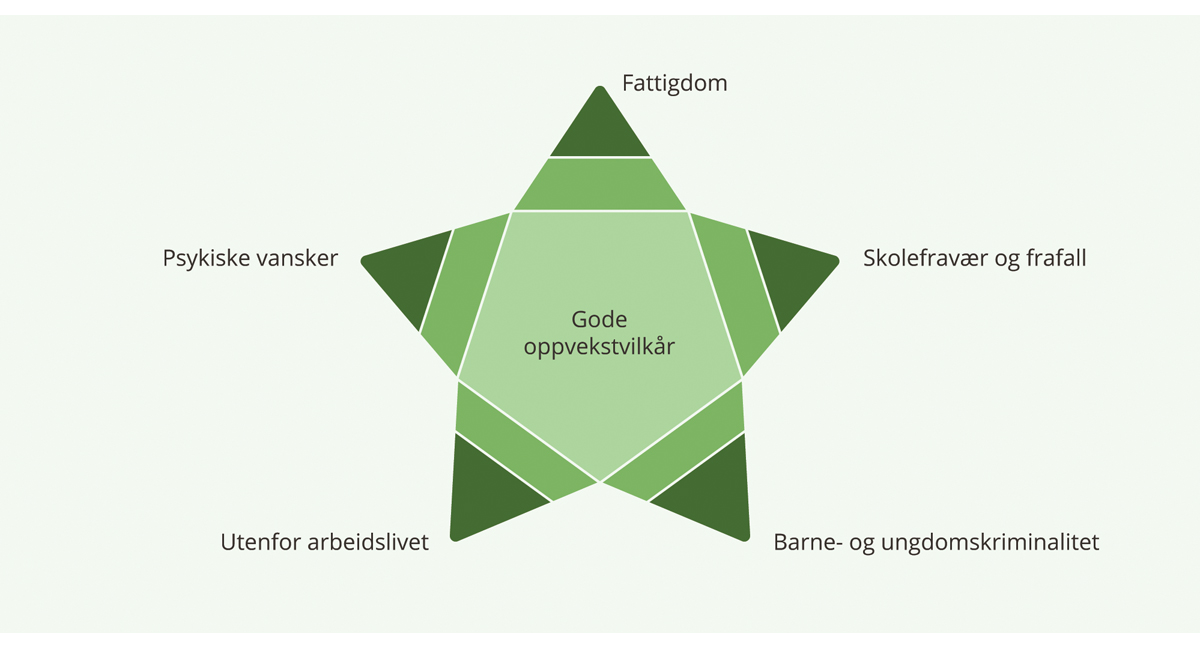 Fattigdom
Psykiske vansker
Skolefravær og frafall
Gode
oppvekstvilkår
Utenfor arbeidslivet
Barne- og ungdomskriminalitet